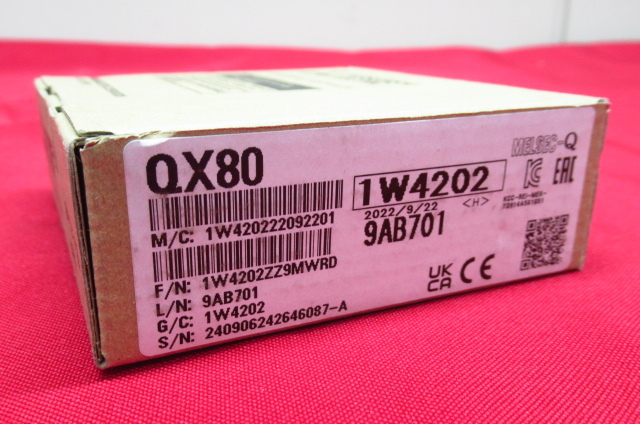 QX80
MELSEC-Q
1W4202
2022/9/22 <H>
9AB701
M/C: 1W420222092201
F/N: 1W4202ZZ9MWRD
L/N: 9AB701
G/C: 1W4202
S/N: 240906242646087-A
UK
CA
CE
EAC